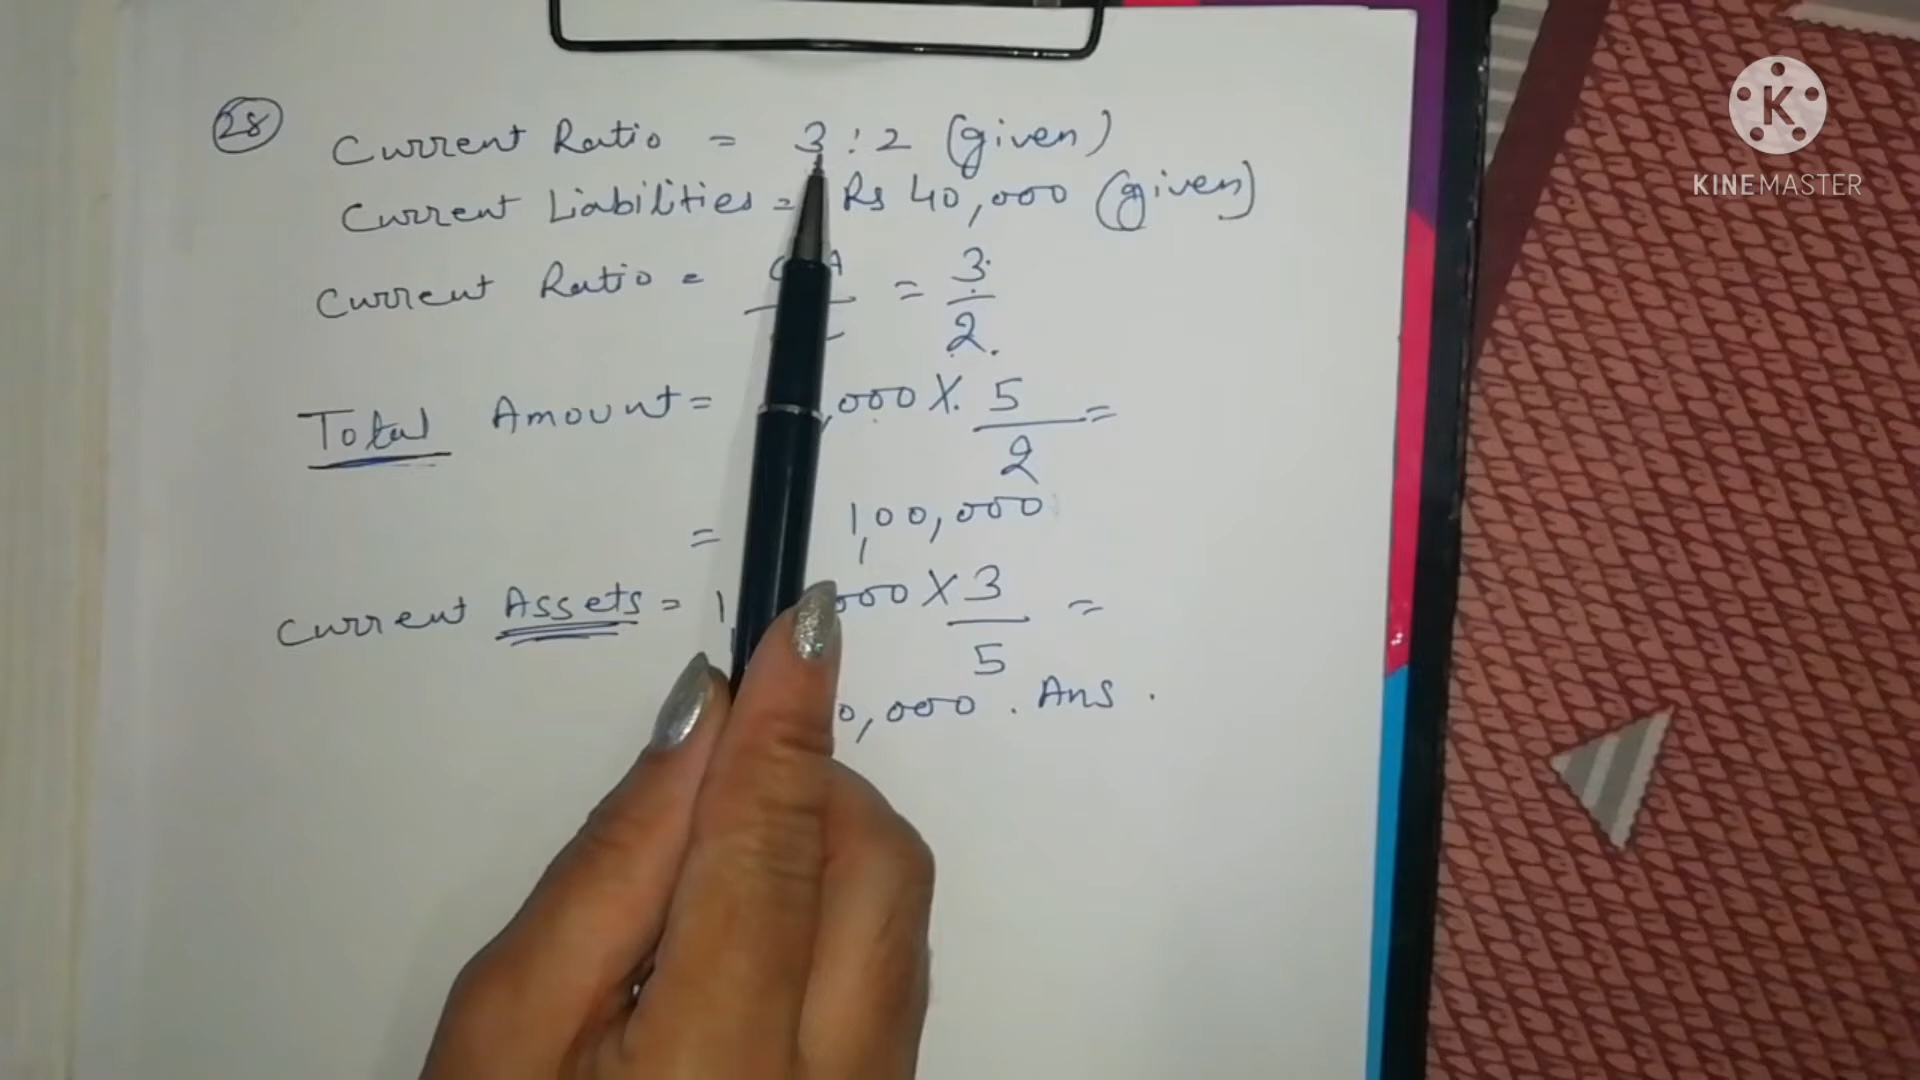 28
Current Ratio = 3:2 (given)
Current Liabilities = Rs 40,000 (given)
Current Ratio = = 3/2
Total Amount = ,000 X 5/2 =
= 1,00,000
Current Assets = 1, 000 X 3/5 =
0,000. Ans.
K
KINEMASTER